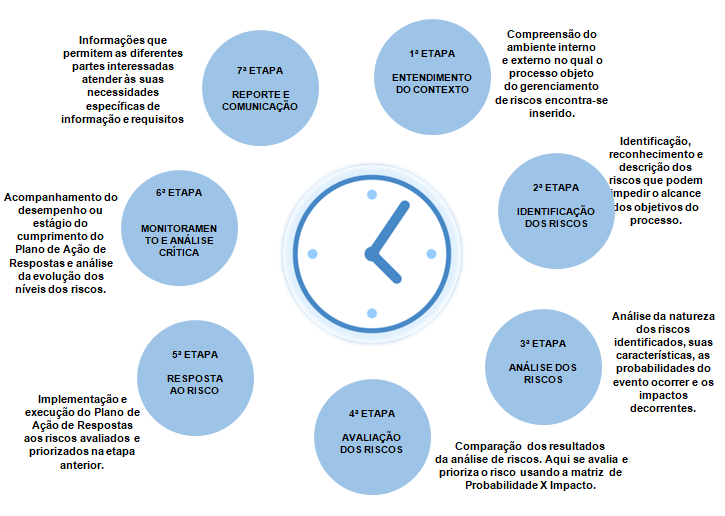 1ª ETAPA
ENTENDIMENTO
DO CONTEXTO
Compreensão do
ambiente interno
e externo no qual o
processo objeto
do gerenciamento
de riscos encontra-se
inserido.
2ª ETAPA
IDENTIFICAÇÃO
DOS RISCOS
Identificação,
reconhecimento e
descrição dos
riscos que podem
impedir o alcance
dos objetivos do
processo.
3ª ETAPA
ANÁLISE DOS
RISCOS
Análise da natureza
dos riscos
identificados, suas
características, as
probabilidades do
evento ocorrer e os
impactos
decorrentes.
4ª ETAPA
AVALIAÇÃO
DOS RISCOS
Comparação dos resultados
da análise de riscos. Aqui se avalia e
prioriza o risco usando a matriz de
Probabilidade X Impacto.
5ª ETAPA
RESPOSTA
AO RISCO
Implementação e
execução do Plano de
Ação de Respostas
aos riscos avaliados e
priorizados na etapa
anterior.
6ª ETAPA
MONITORAMEN
TO E ANÁLISE
CRÍTICA
Acompanhamento do
desempenho ou
estágio do
cumprimento do
Plano de Ação de
Respostas e análise
da evolução dos
níveis dos riscos.
7ª ETAPA
REPORTE E
COMUNICAÇÃO
Informações que
permitem as diferentes
partes interessadas
atender às suas
necessidades
específicas de
informação e requisitos